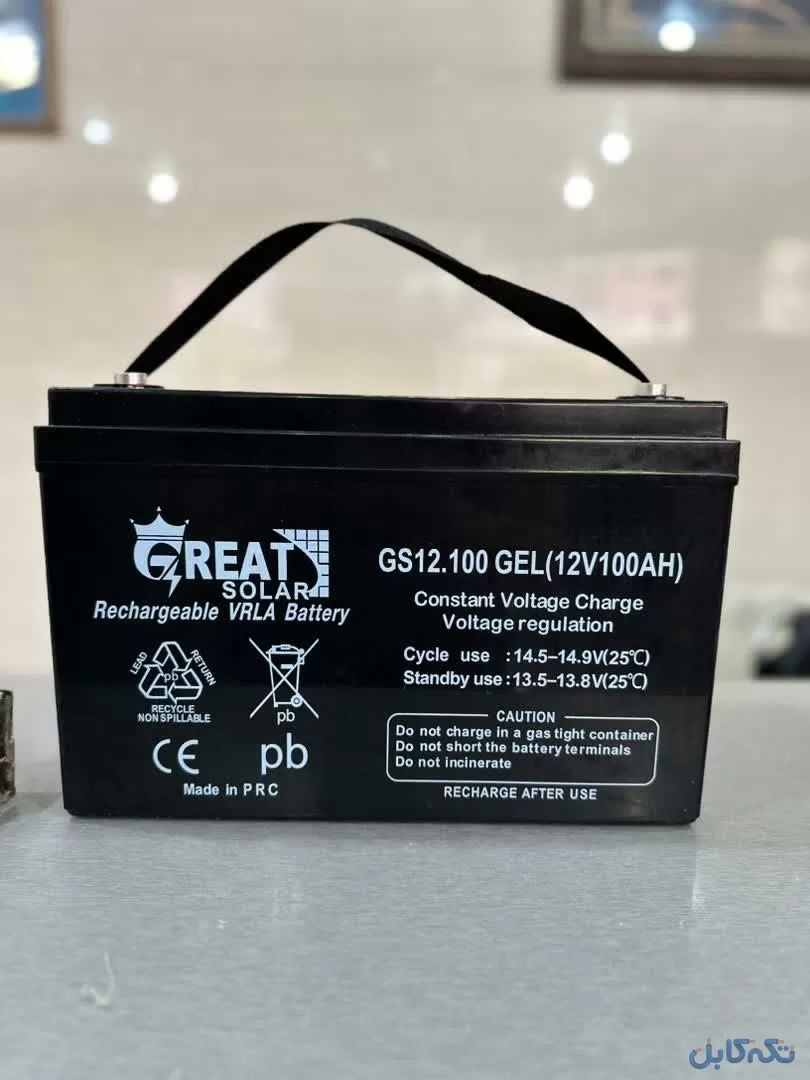 GREAT
SOLAR
Rechargeable VRLA Battery
LEAD
RETURN
pb
RECYCLE
NON SPILLABLE
pb
CE
pb
Made in PRC
GS12.100 GEL(12V100AH)
Constant Voltage Charge
Voltage regulation
Cycle use :14.5–14.9V(25℃)
Standby use:13.5–13.8V(25℃)
CAUTION
Do not charge in a gas tight container
Do not short the battery terminals
Do not incinerate
RECHARGE AFTER USE
تکه‌کابل